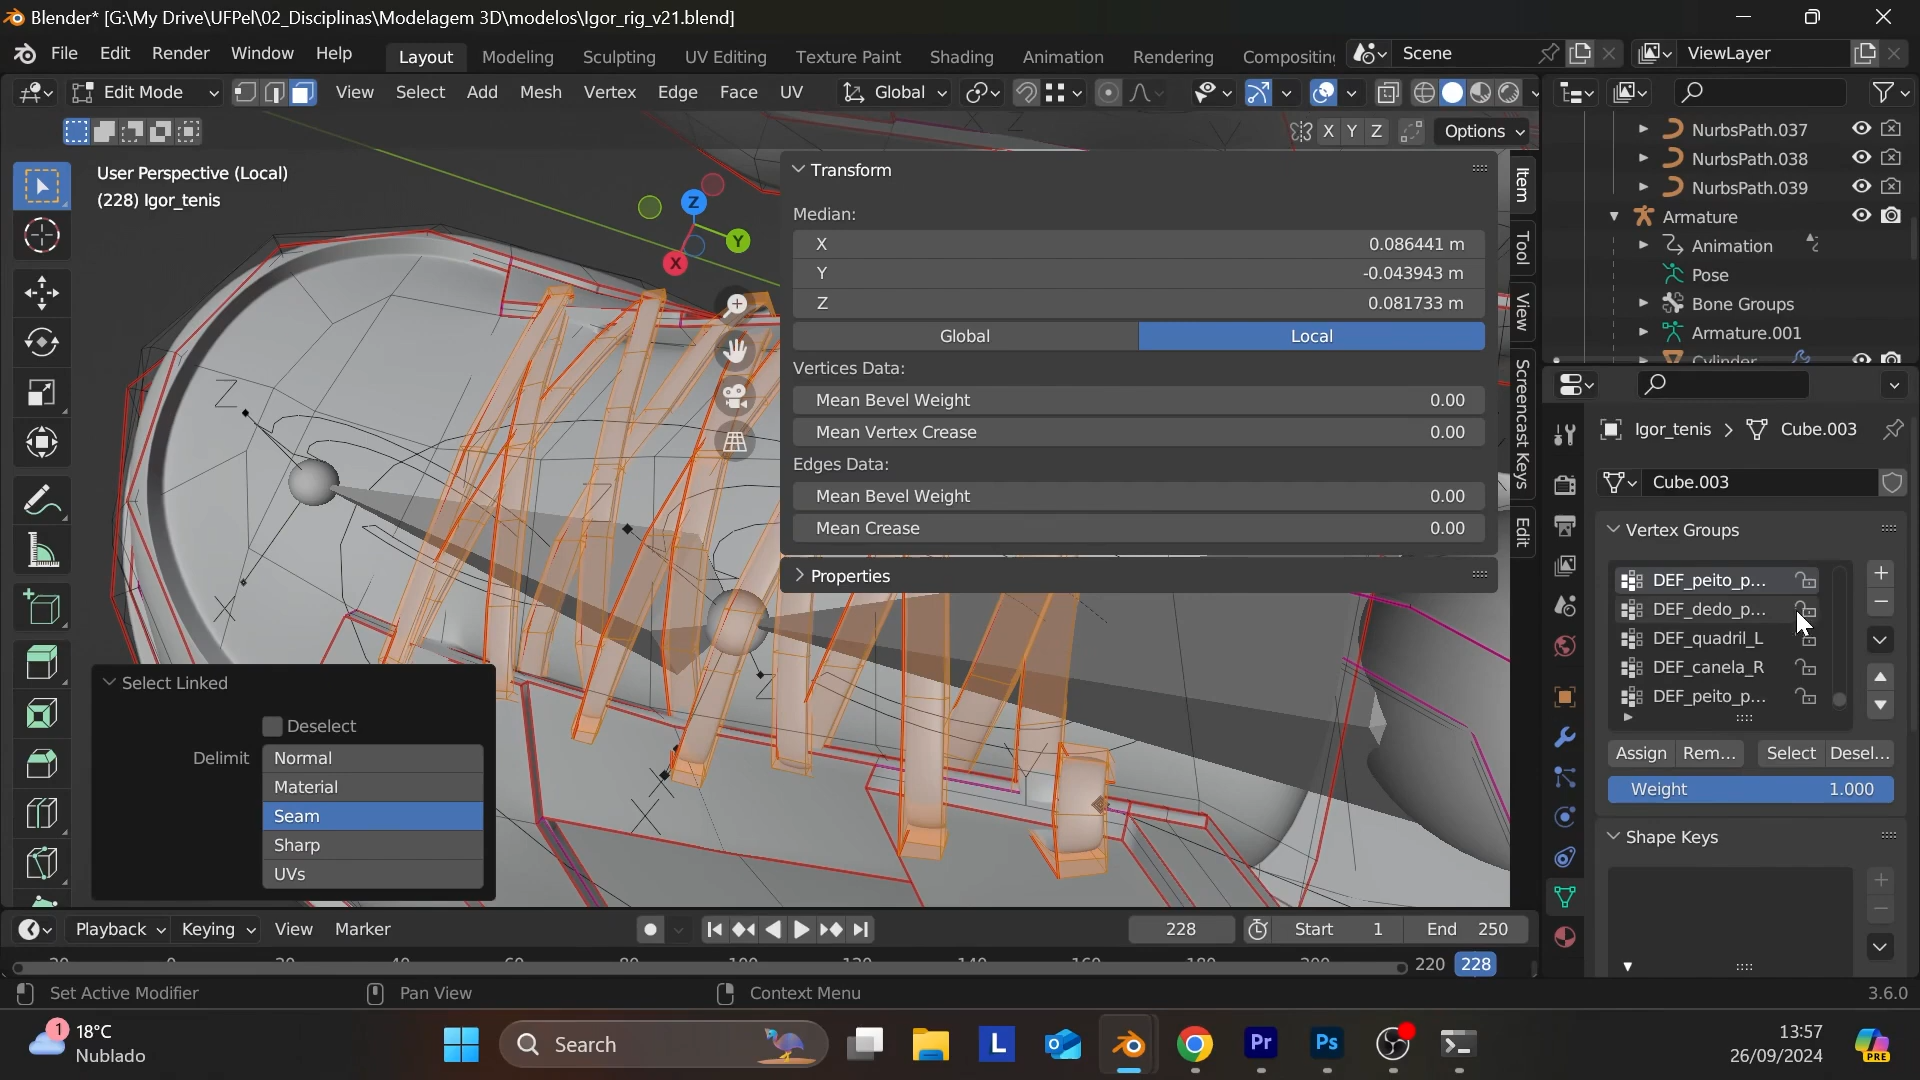 Blender* [G:\My Drive\UFPel\02_Disciplinas\Modelagem 3D\modelos\Igor_rig_v21.blend]
File Edit Render Window Help Layout Modeling Sculpting UV Editing Texture Paint Shading Animation Rendering Compositing Scene ViewLayer
Edit Mode View Select Add Mesh Vertex Edge Face UV Global
X Y Z Options
User Perspective (Local)
(228) Igor_tenis
Z
Y
X
Transform
Median:
X 0.086441 m
Y -0.043943 m
Z 0.081733 m
Global Local
Vertices Data:
Mean Bevel Weight 0.00
Mean Vertex Crease 0.00
Edges Data:
Mean Bevel Weight 0.00
Mean Crease 0.00
Properties
Item
Tool
View
Screencast Keys
Edit
NurbsPath.037
NurbsPath.038
NurbsPath.039
Armature
Animation
Pose
Bone Groups
Armature.001
Cylinder
Igor_tenis > Cube.003
Cube.003
Vertex Groups
DEF_peito_p...
DEF_dedo_p...
DEF_quadril_L
DEF_canela_R
DEF_peito_p...
Assign Rem... Select Desel...
Weight 1.000
Shape Keys
Select Linked
Deselect
Delimit Normal
Material
Seam
Sharp
UVs
Playback Keying View Marker 228 Start 1 End 250
220 228
Set Active Modifier Pan View Context Menu 3.6.0
1 18°C
Nublado
Search
L
Pr
Ps
PRE
13:57
26/09/2024